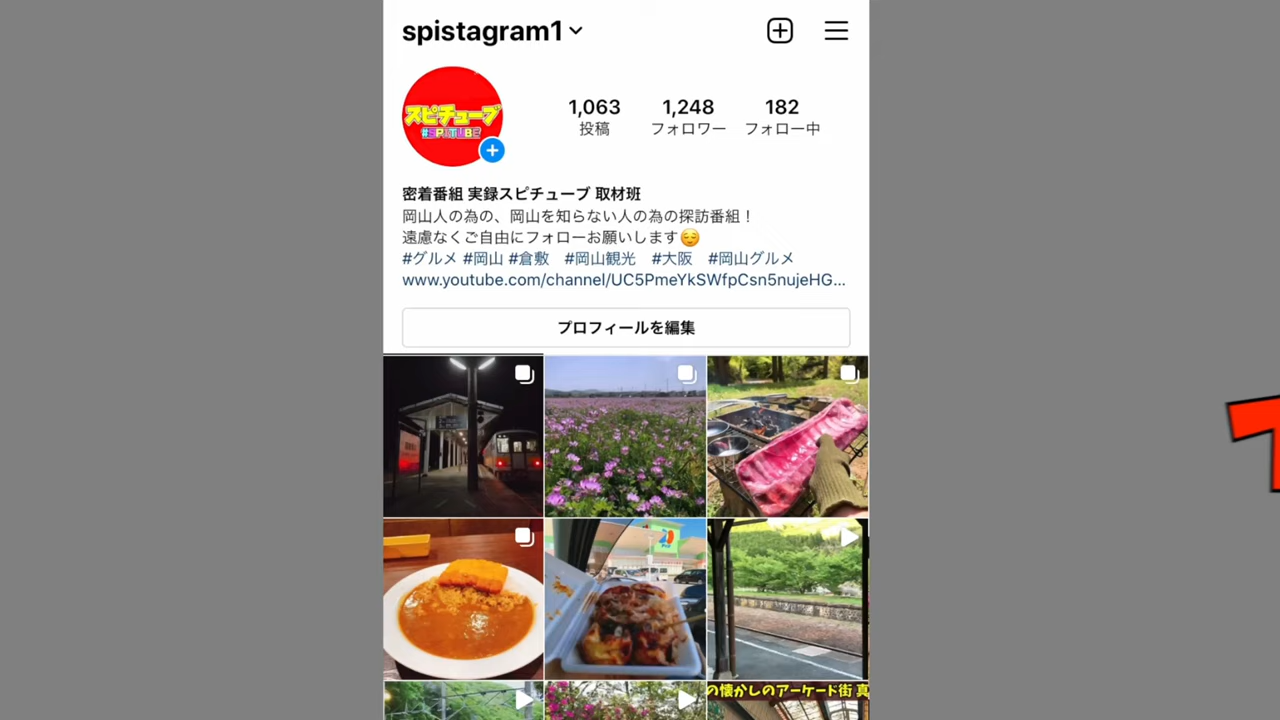 spistagram1
スピチューブ
#SPITUBE
1,063
投稿
1,248
フォロワー
182
フォロー中
密着番組 実録スピチューブ 取材班
岡山人の為の、岡山を知らない人の為の探訪番組！
遠慮なくご自由にフォローお願いします😌
#グルメ #岡山 #倉敷　#岡山観光　#大阪　#岡山グルメ
www.youtube.com/channel/UC5PmeYkSWfpCsn5nujeHG...
プロフィールを編集
の懐かしのアーケード街 真